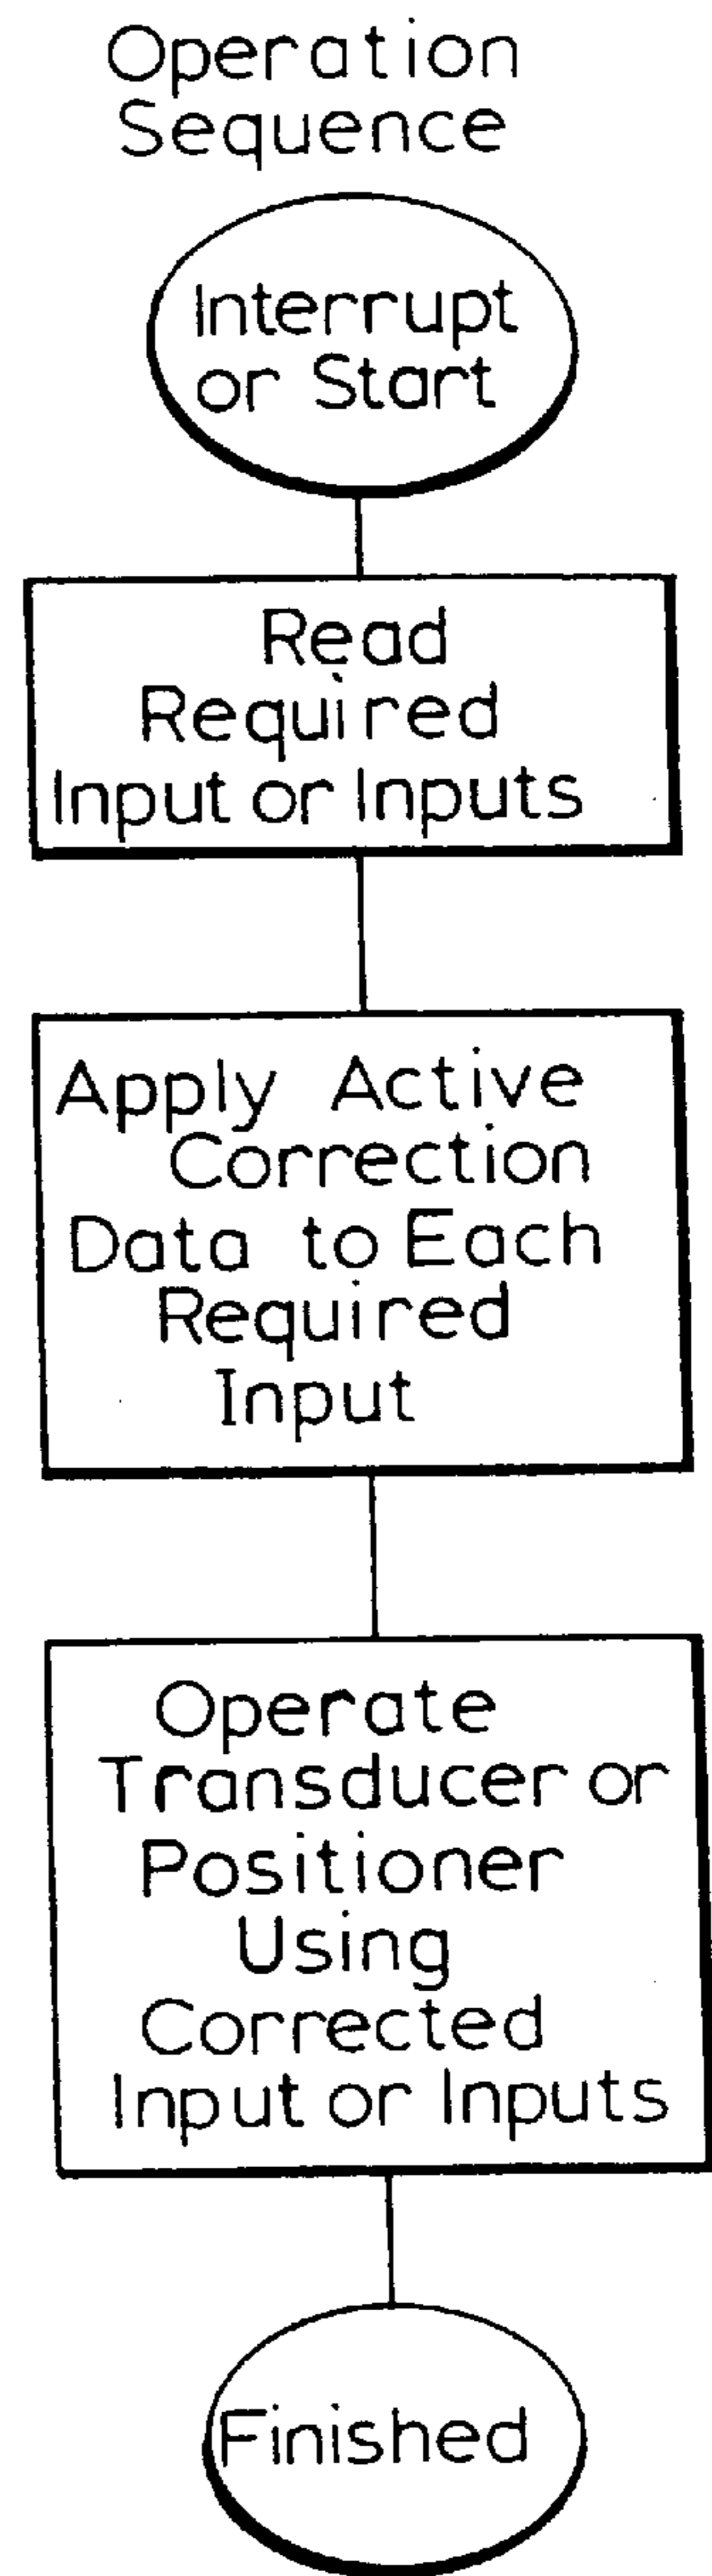 Operation
Sequence
Interrupt
or Start
Read
Required
Input or Inputs
Apply Active
Correction
Data to Each
Required
Input
Operate
Transducer or
Positioner
Using
Corrected
Input or Inputs
Finished